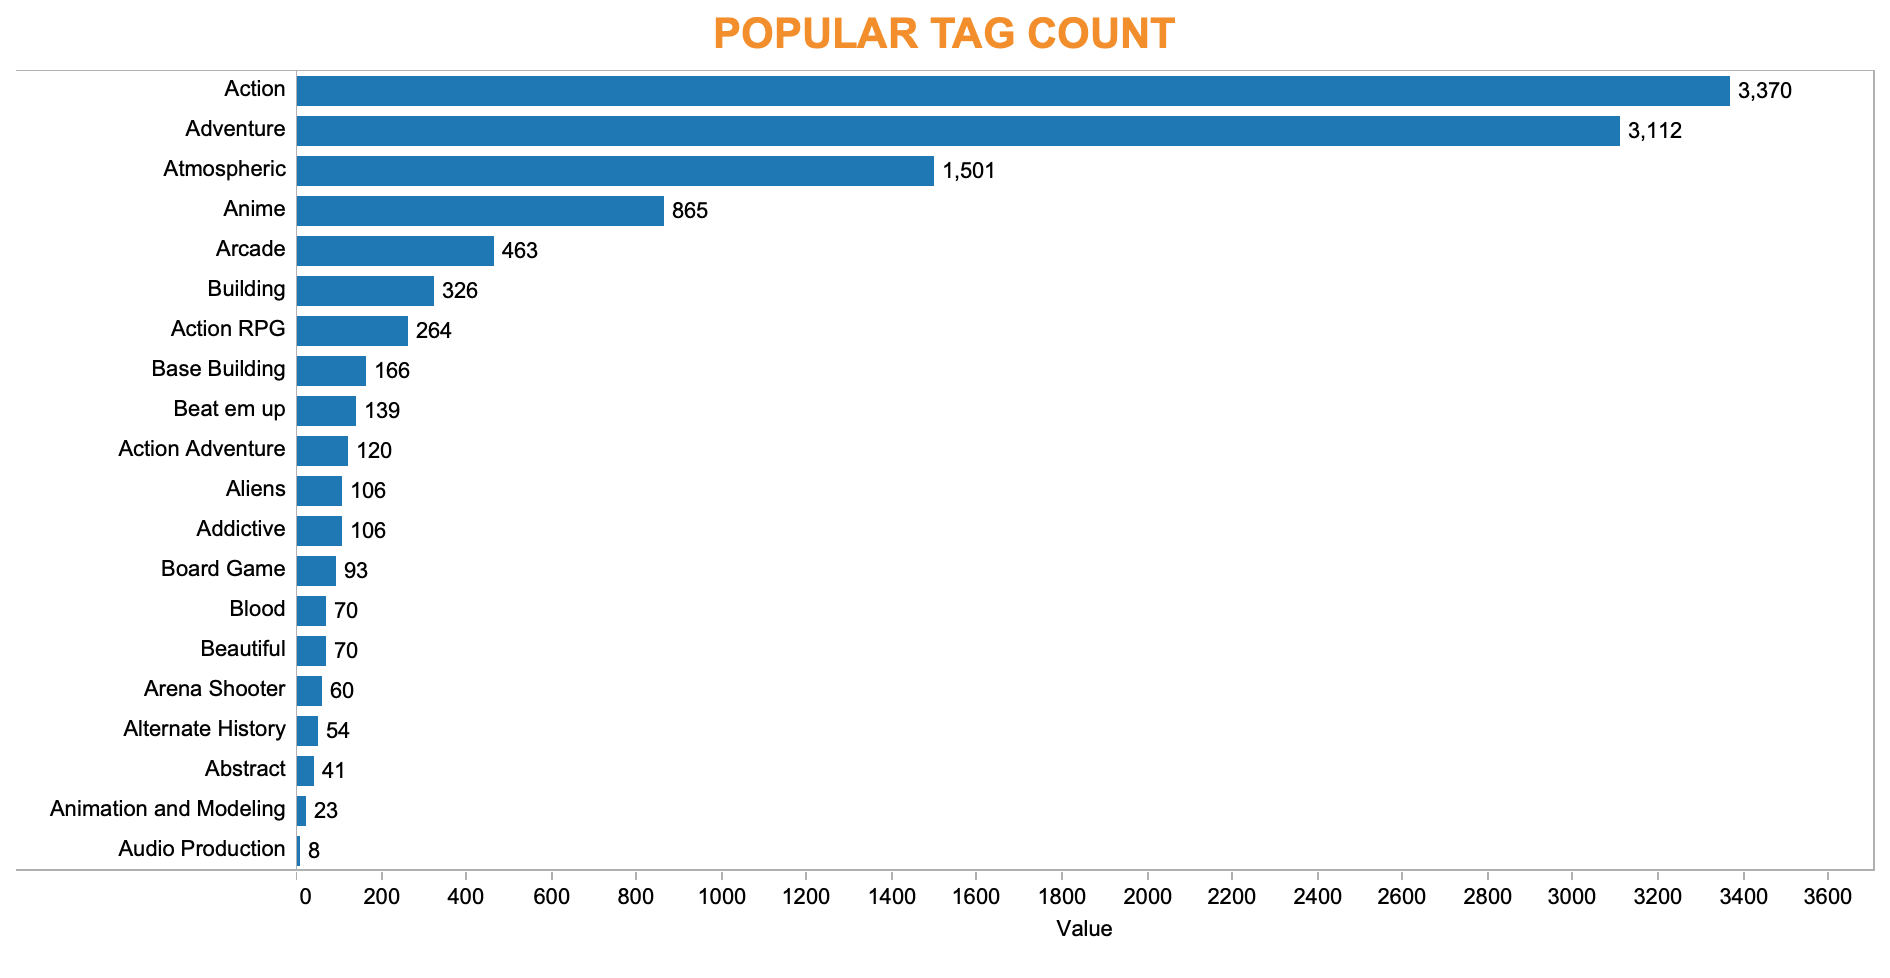 POPULAR TAG COUNT
Action 3,370
Adventure 3,112
Atmospheric 1,501
Anime 865
Arcade 463
Building 326
Action RPG 264
Base Building 166
Beat em up 139
Action Adventure 120
Aliens 106
Addictive 106
Board Game 93
Blood 70
Beautiful 70
Arena Shooter 60
Alternate History 54
Abstract 41
Animation and Modeling 23
Audio Production 8
0 200 400 600 800 1000 1200 1400 1600 1800 2000 2200 2400 2600 2800 3000 3200 3400 3600
Value